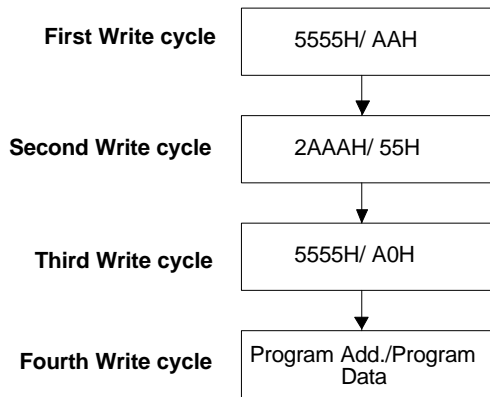 First Write cycle
5555H/ AAH
Second Write cycle
2AAAH/ 55H
Third Write cycle
5555H/ A0H
Fourth Write cycle
Program Add./Program
Data